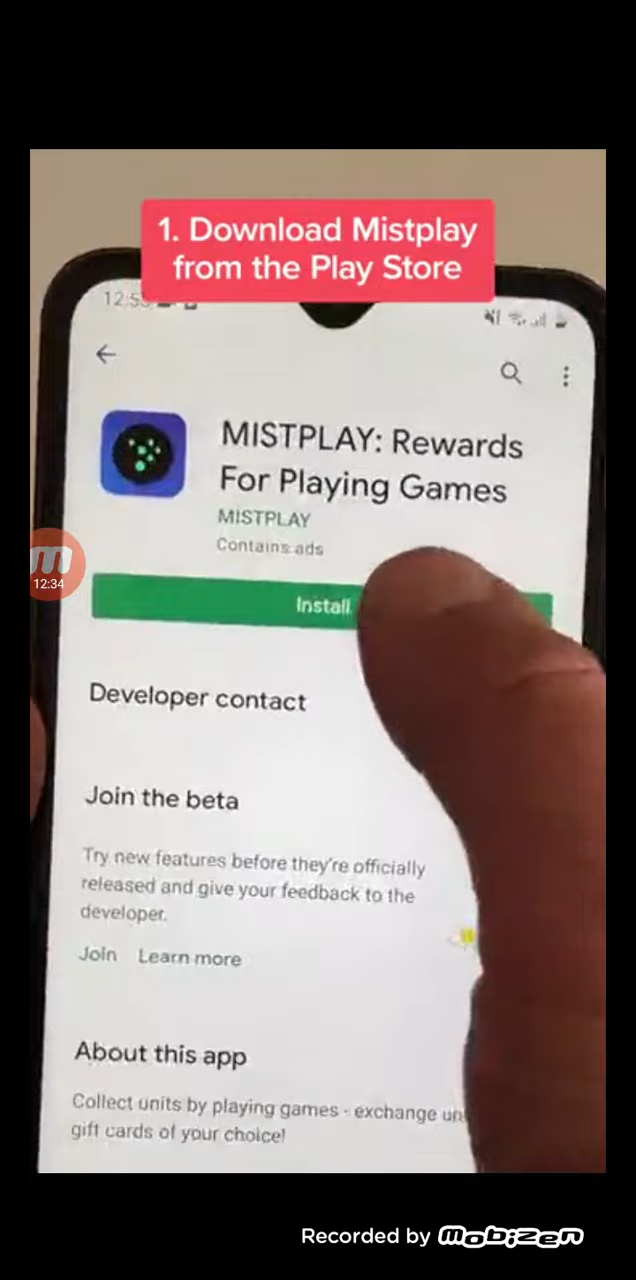 1. Download Mistplay
from the Play Store
MISTPLAY: Rewards
For Playing Games
MISTPLAY
Contains ads
12:34
Install
Developer contact
Join the beta
Try new features before they're officially
released and give your feedback to the
developer.
Join Learn more
About this app
Collect units by playing games - exchange
gift cards of your choice!
Recorded by Mobizen